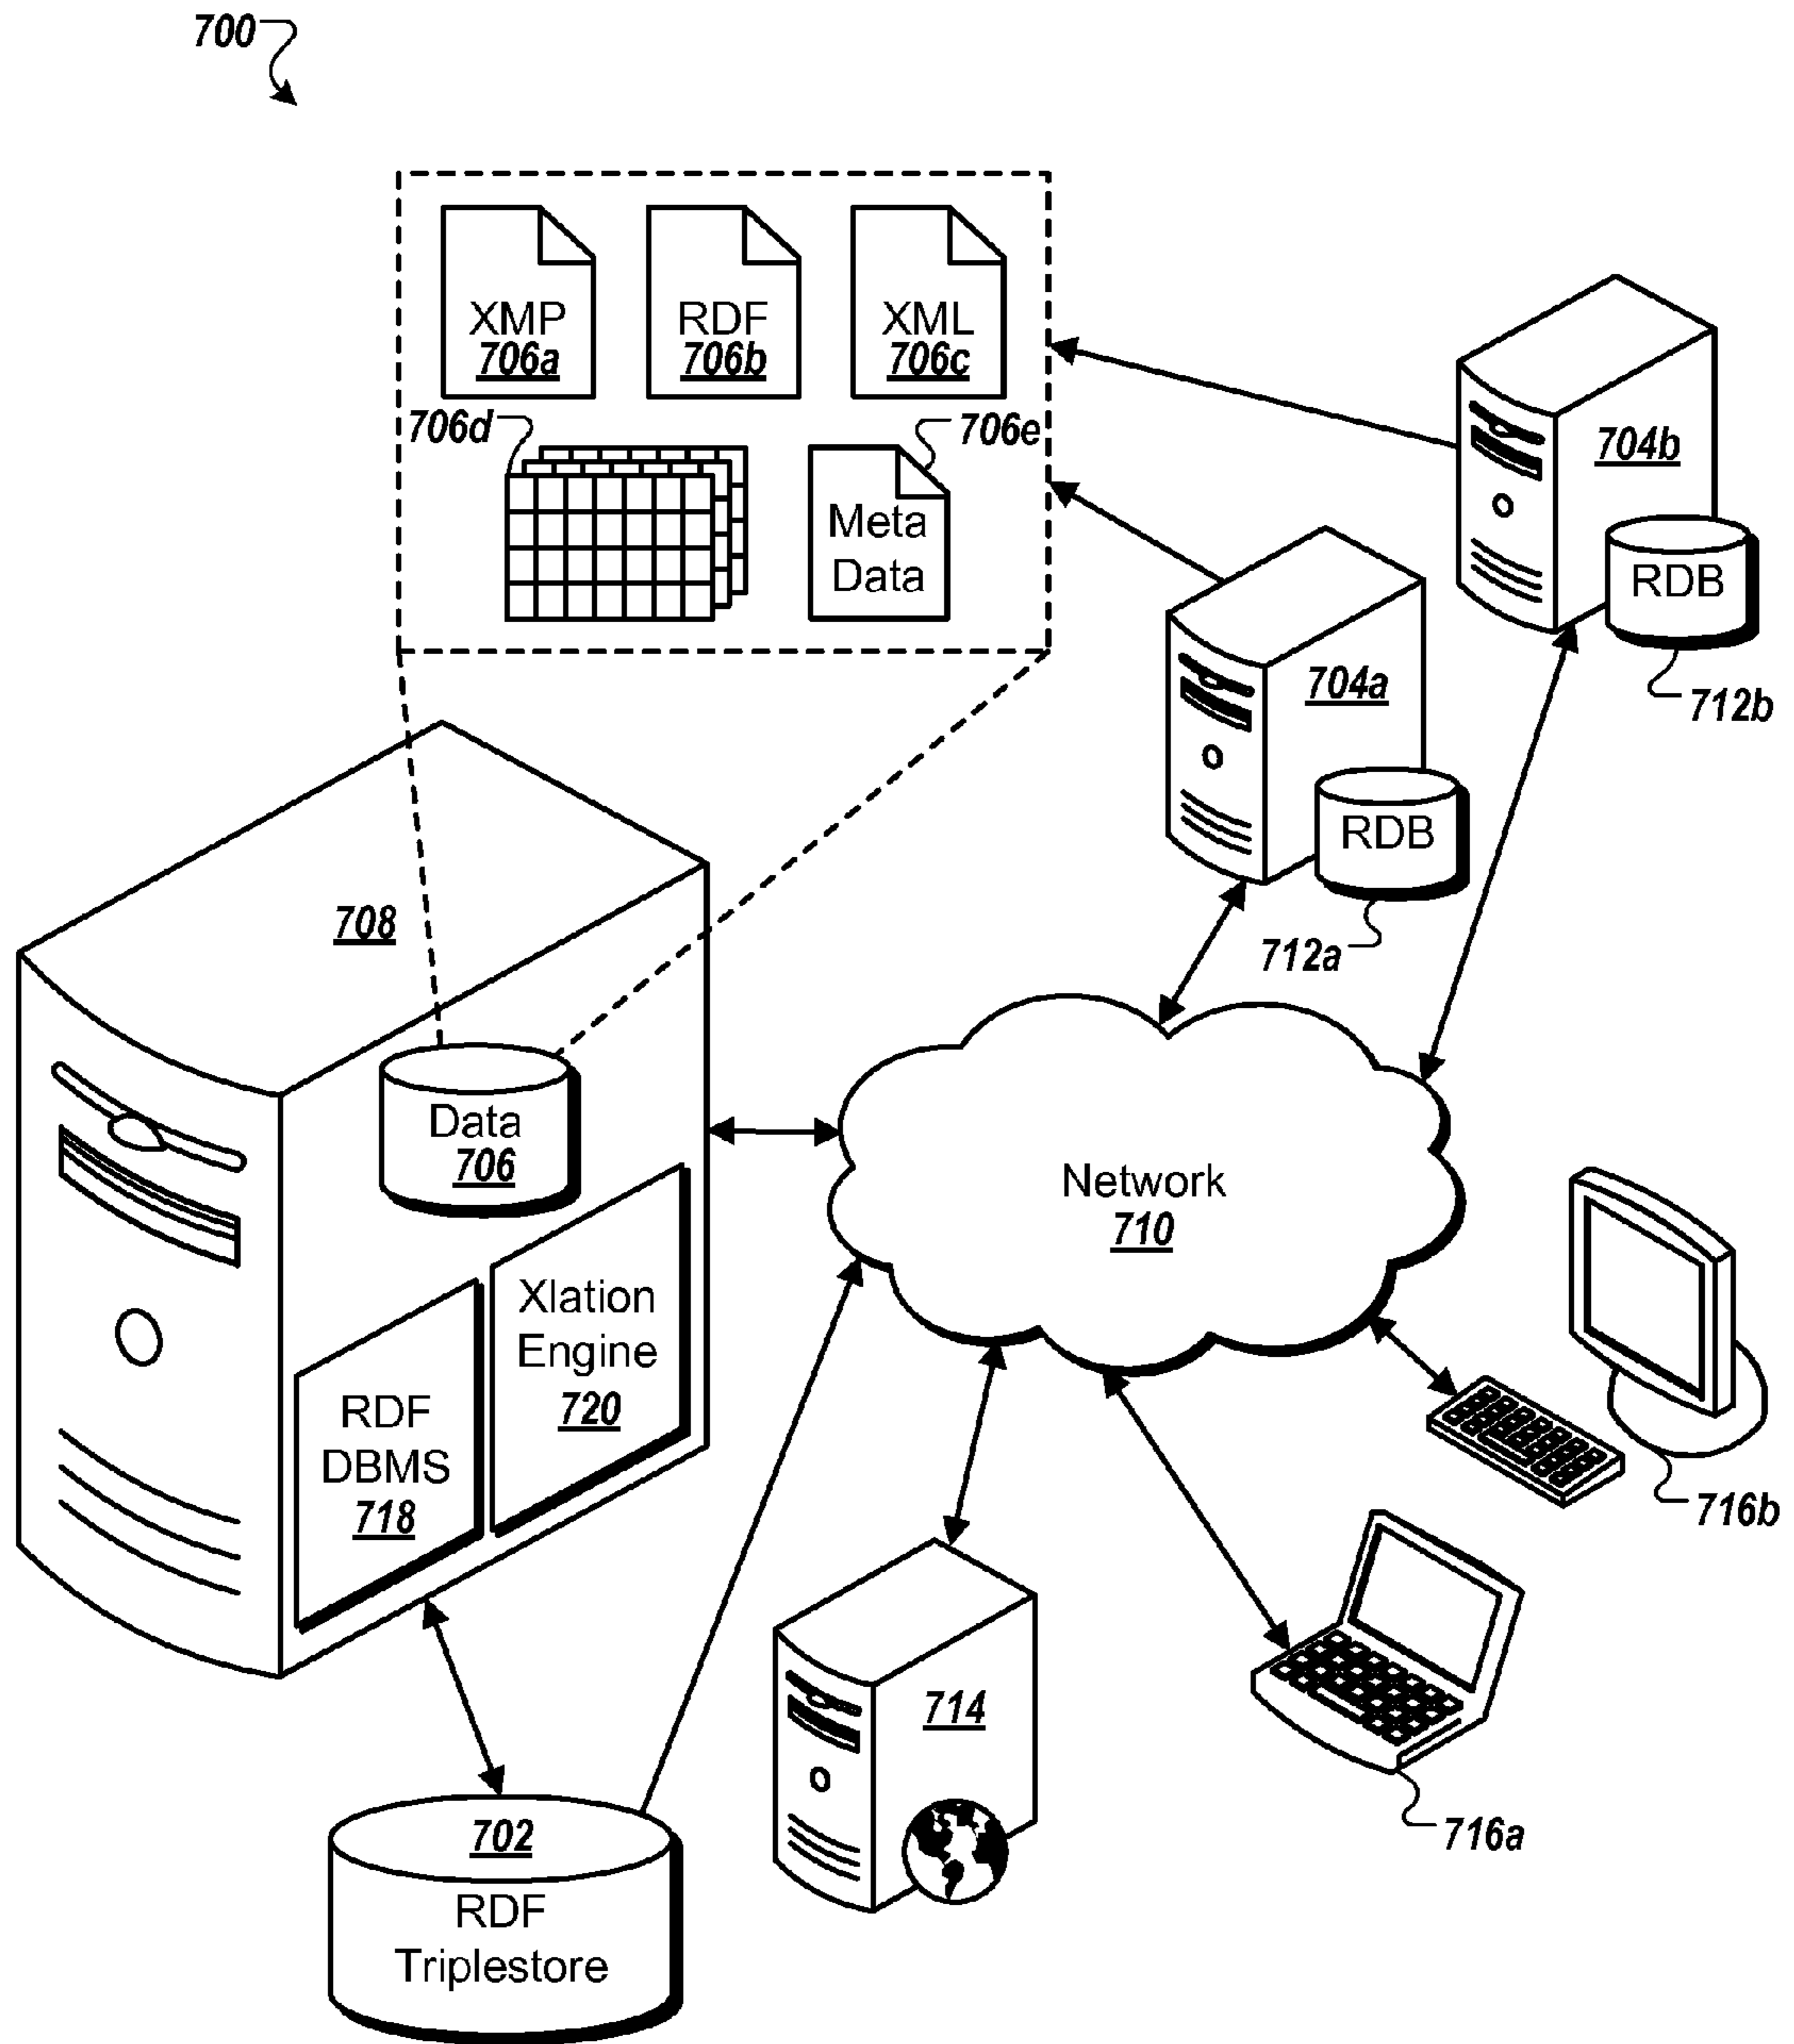 700
XMP
706a
RDF
706b
XML
706c
706d
706e
Meta
Data
704b
RDB
712b
704a
RDB
712a
708
Data
706
Network
710
Xlation
Engine
720
RDF
DBMS
718
716b
714
716a
702
RDF
Triplestore